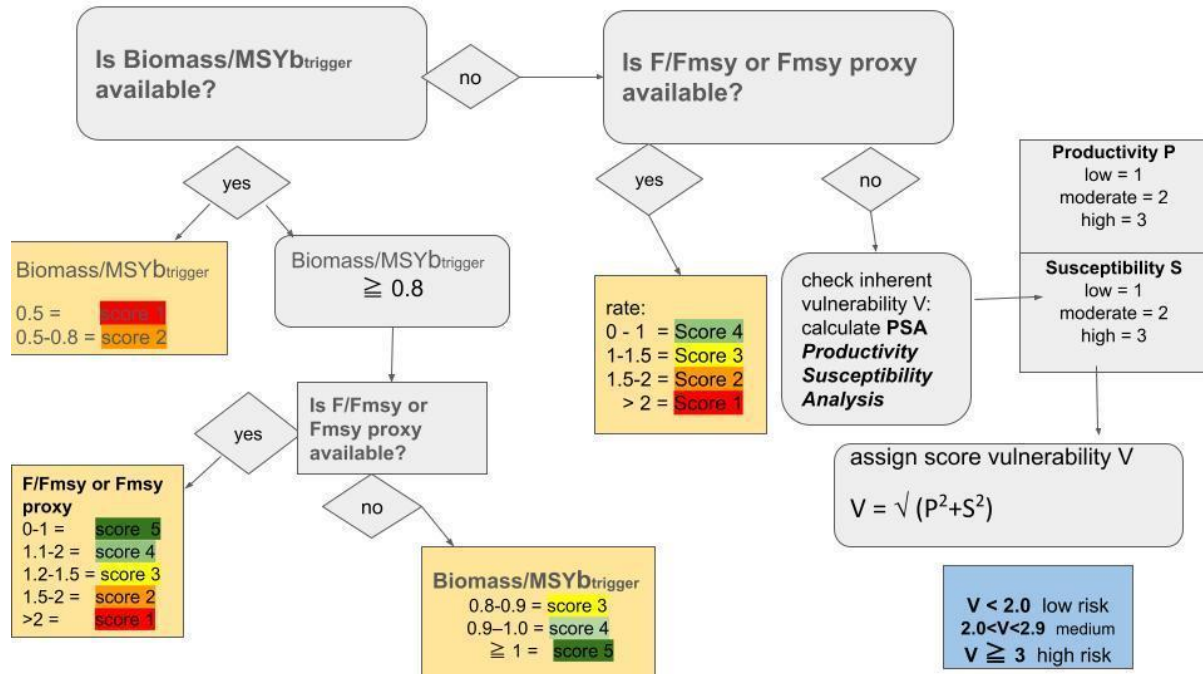 Is Biomass/MSYbtrigger
available?
no
Is F/Fmsy or Fmsy proxy
available?
yes
yes
no
Productivity P
low = 1
moderate = 2
high = 3
Biomass/MSYbtrigger
0.5 = score 1
0.5-0.8 = score 2
Biomass/MSYbtrigger
≧ 0.8
rate:
0 - 1 = Score 4
1-1.5 = Score 3
1.5-2 = Score 2
> 2 = Score 1
check inherent
vulnerability V:
calculate PSA
Productivity
Susceptibility
Analysis
Susceptibility S
low = 1
moderate = 2
high = 3
Is F/Fmsy or
Fmsy proxy
available?
yes
no
F/Fmsy or Fmsy
proxy
0-1 = score 5
1.1-2 = score 4
1.2-1.5 = score 3
1.5-2 = score 2
>2 = score 1
Biomass/MSYbtrigger
0.8-0.9 = score 3
0.9–1.0 = score 4
≧ 1 = score 5
assign score vulnerability V
V = √ (P²+S²)
V < 2.0 low risk
2.0<V<2.9 medium
V ≧ 3 high risk